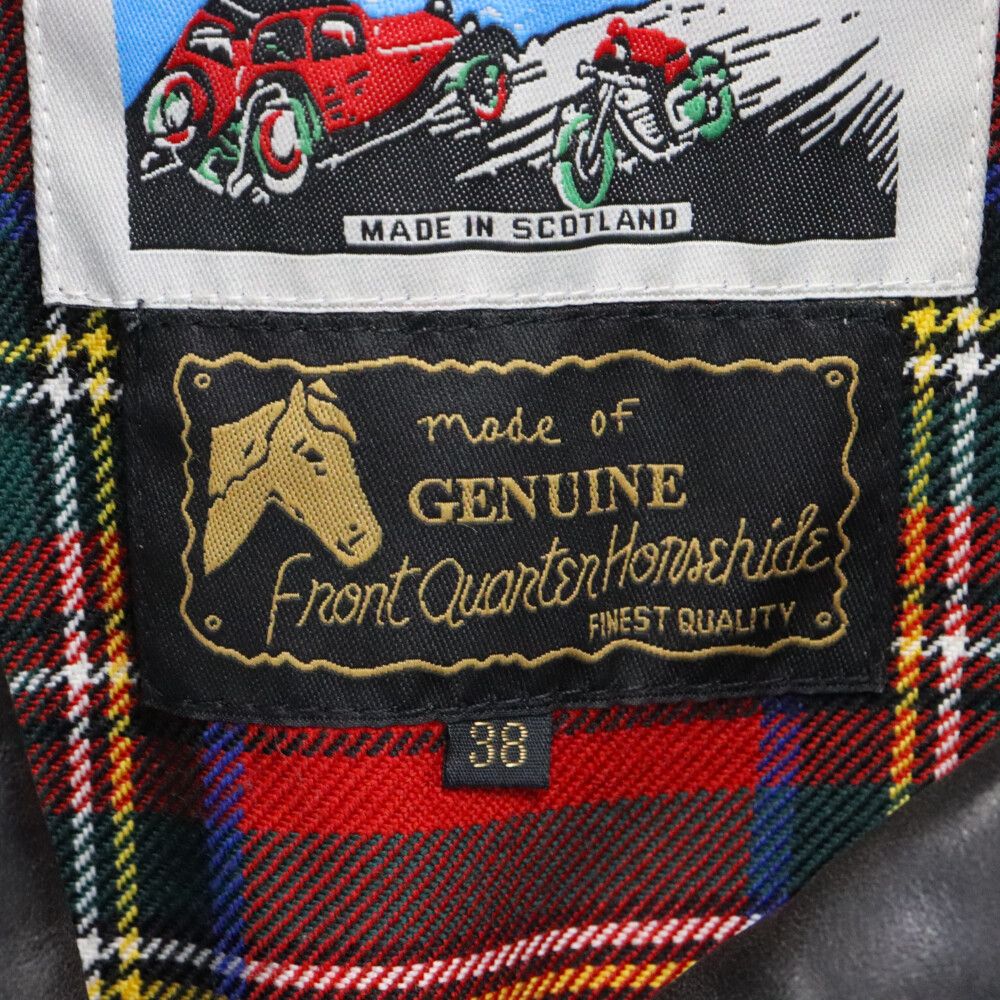 MADE IN SCOTLAND
made of
GENUINE
Front Quarter Horsehide
FINEST QUALITY
38